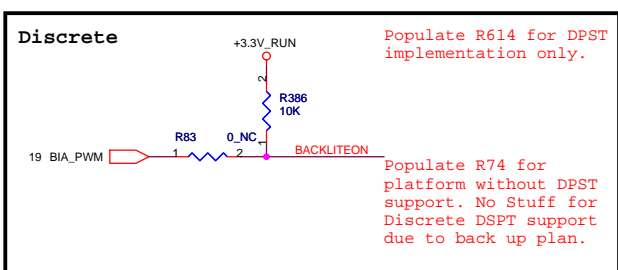 Discrete
+3.3V_RUN
Populate R614 for DPST
implementation only.
2
R386
10K
1
R83
0_NC
19 BIA_PWM
1
2
BACKLITEON
Populate R74 for
platform without DPST
support. No Stuff for
Discrete DSPT support
due to back up plan.